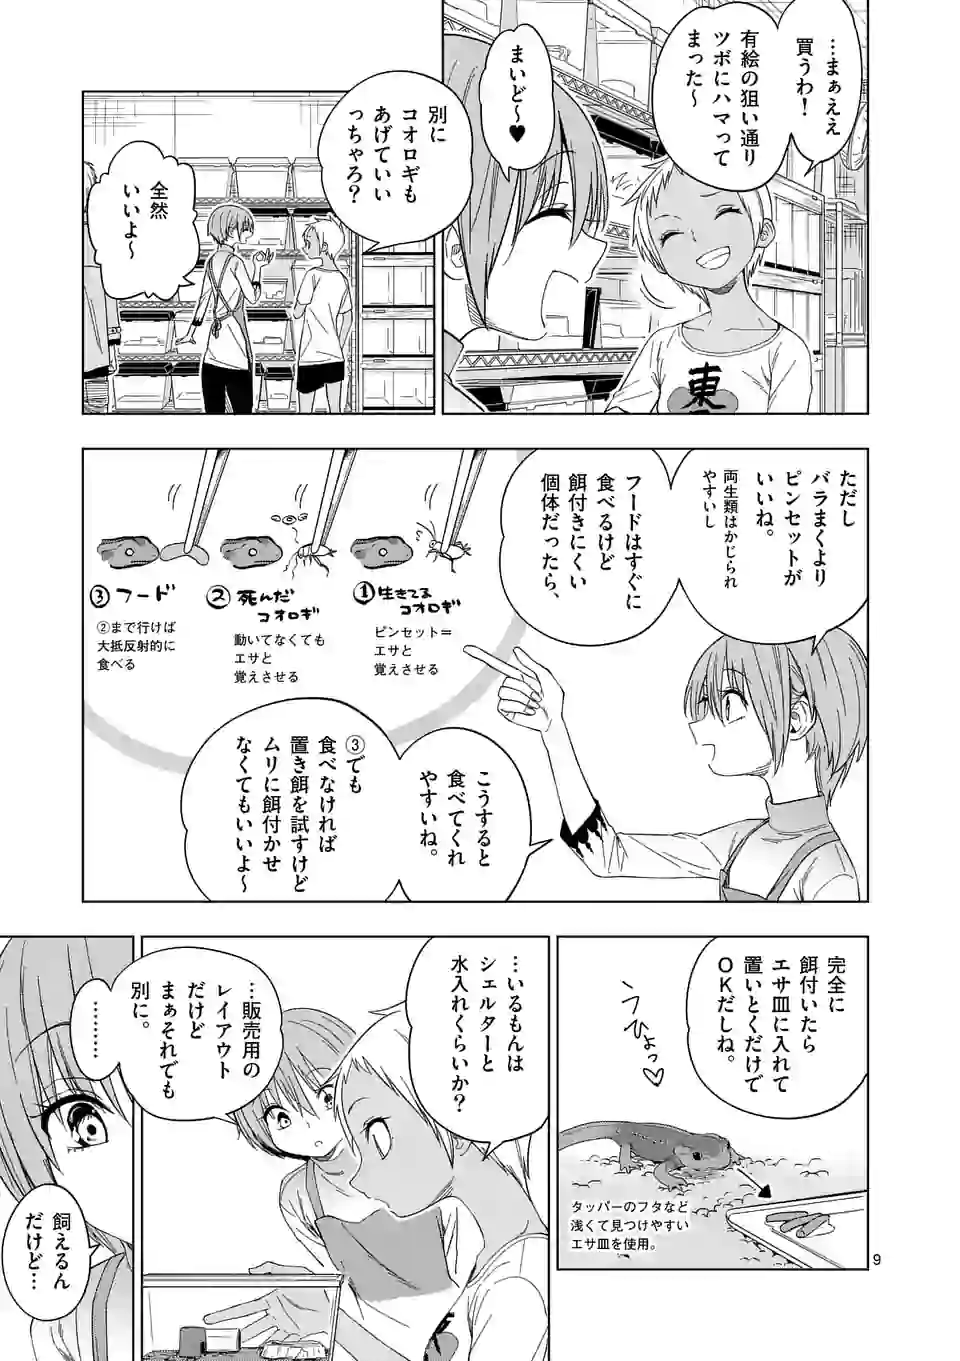 …まぁええ
買うわ！
有絵の狙い通り
ツボにハマって
まった〜
まいど〜♥
別に
コオロギも
あげていい
っちゃろ？
全然
いいよ〜
東
ただし
バラまくより
ピンセットが
いいね。
両生類はかじられ
やすいし
フードはすぐに
食べるけど
餌付きにくい
個体だったら、
①生きてる
コオロギ
ピンセット＝
エサと
覚えさせる
②死んだ
コオロギ
動いてなくても
エサと
覚えさせる
③フード
②まで行けば
大抵反射的に
食べる
こうすると
食べてくれ
やすいね。
③でも
食べなければ
置き餌を試すけど
ムリに餌付かせ
なくてもいいよ〜
完全に
餌付いたら
エサ皿に入れて
置いとくだけで
OKだしね。
ひょっ♡
タッパーのフタなど
浅くて見つけやすい
エサ皿を使用。
…いるもんは
シェルターと
水入れくらいか？
…販売用の
レイアウト
だけど
まぁそれでも
別に。
………
飼えるん
だけど…
9